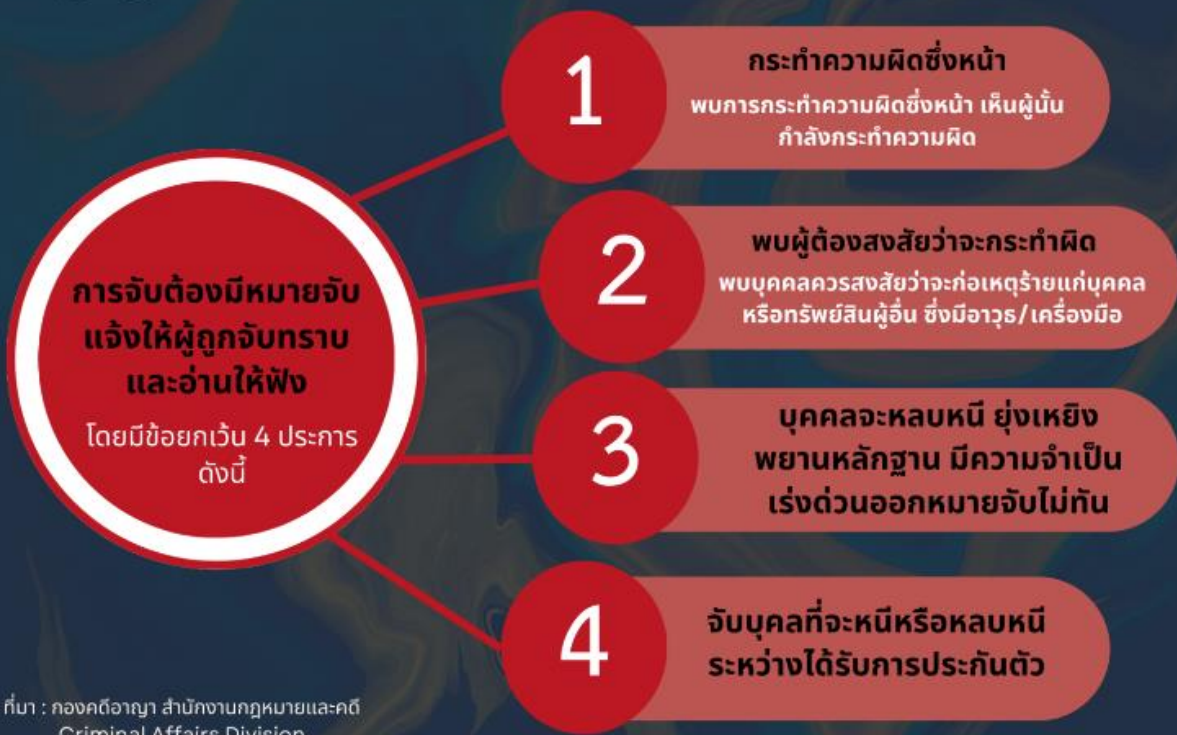 การจับต้องมีหมายจับ
แจ้งให้ผู้ถูกจับทราบ
และอ่านให้ฟัง
โดยมีข้อยกเว้น 4 ประการ
ดังนี้
1
กระทำความผิดซึ่งหน้า
พบการกระทำความผิดซึ่งหน้า เห็นผู้นั้น
กำลังกระทำความผิด
2
พบผู้ต้องสงสัยว่าจะกระทำผิด
พบบุคคลควรสงสัยว่าจะก่อเหตุร้ายแก่บุคคล
หรือทรัพย์สินผู้อื่น ซึ่งมีอาวุธ/เครื่องมือ
3
บุคคลจะหลบหนี ยุ่งเหยิง
พยานหลักฐาน มีความจำเป็น
เร่งด่วนออกหมายจับไม่ทัน
4
จับบุคลที่จะหนีหรือหลบหนี
ระหว่างได้รับการประกันตัว
ที่มา : กองคดีอาญา สำนักงานกฎหมายและคดี
Criminal Affairs Division